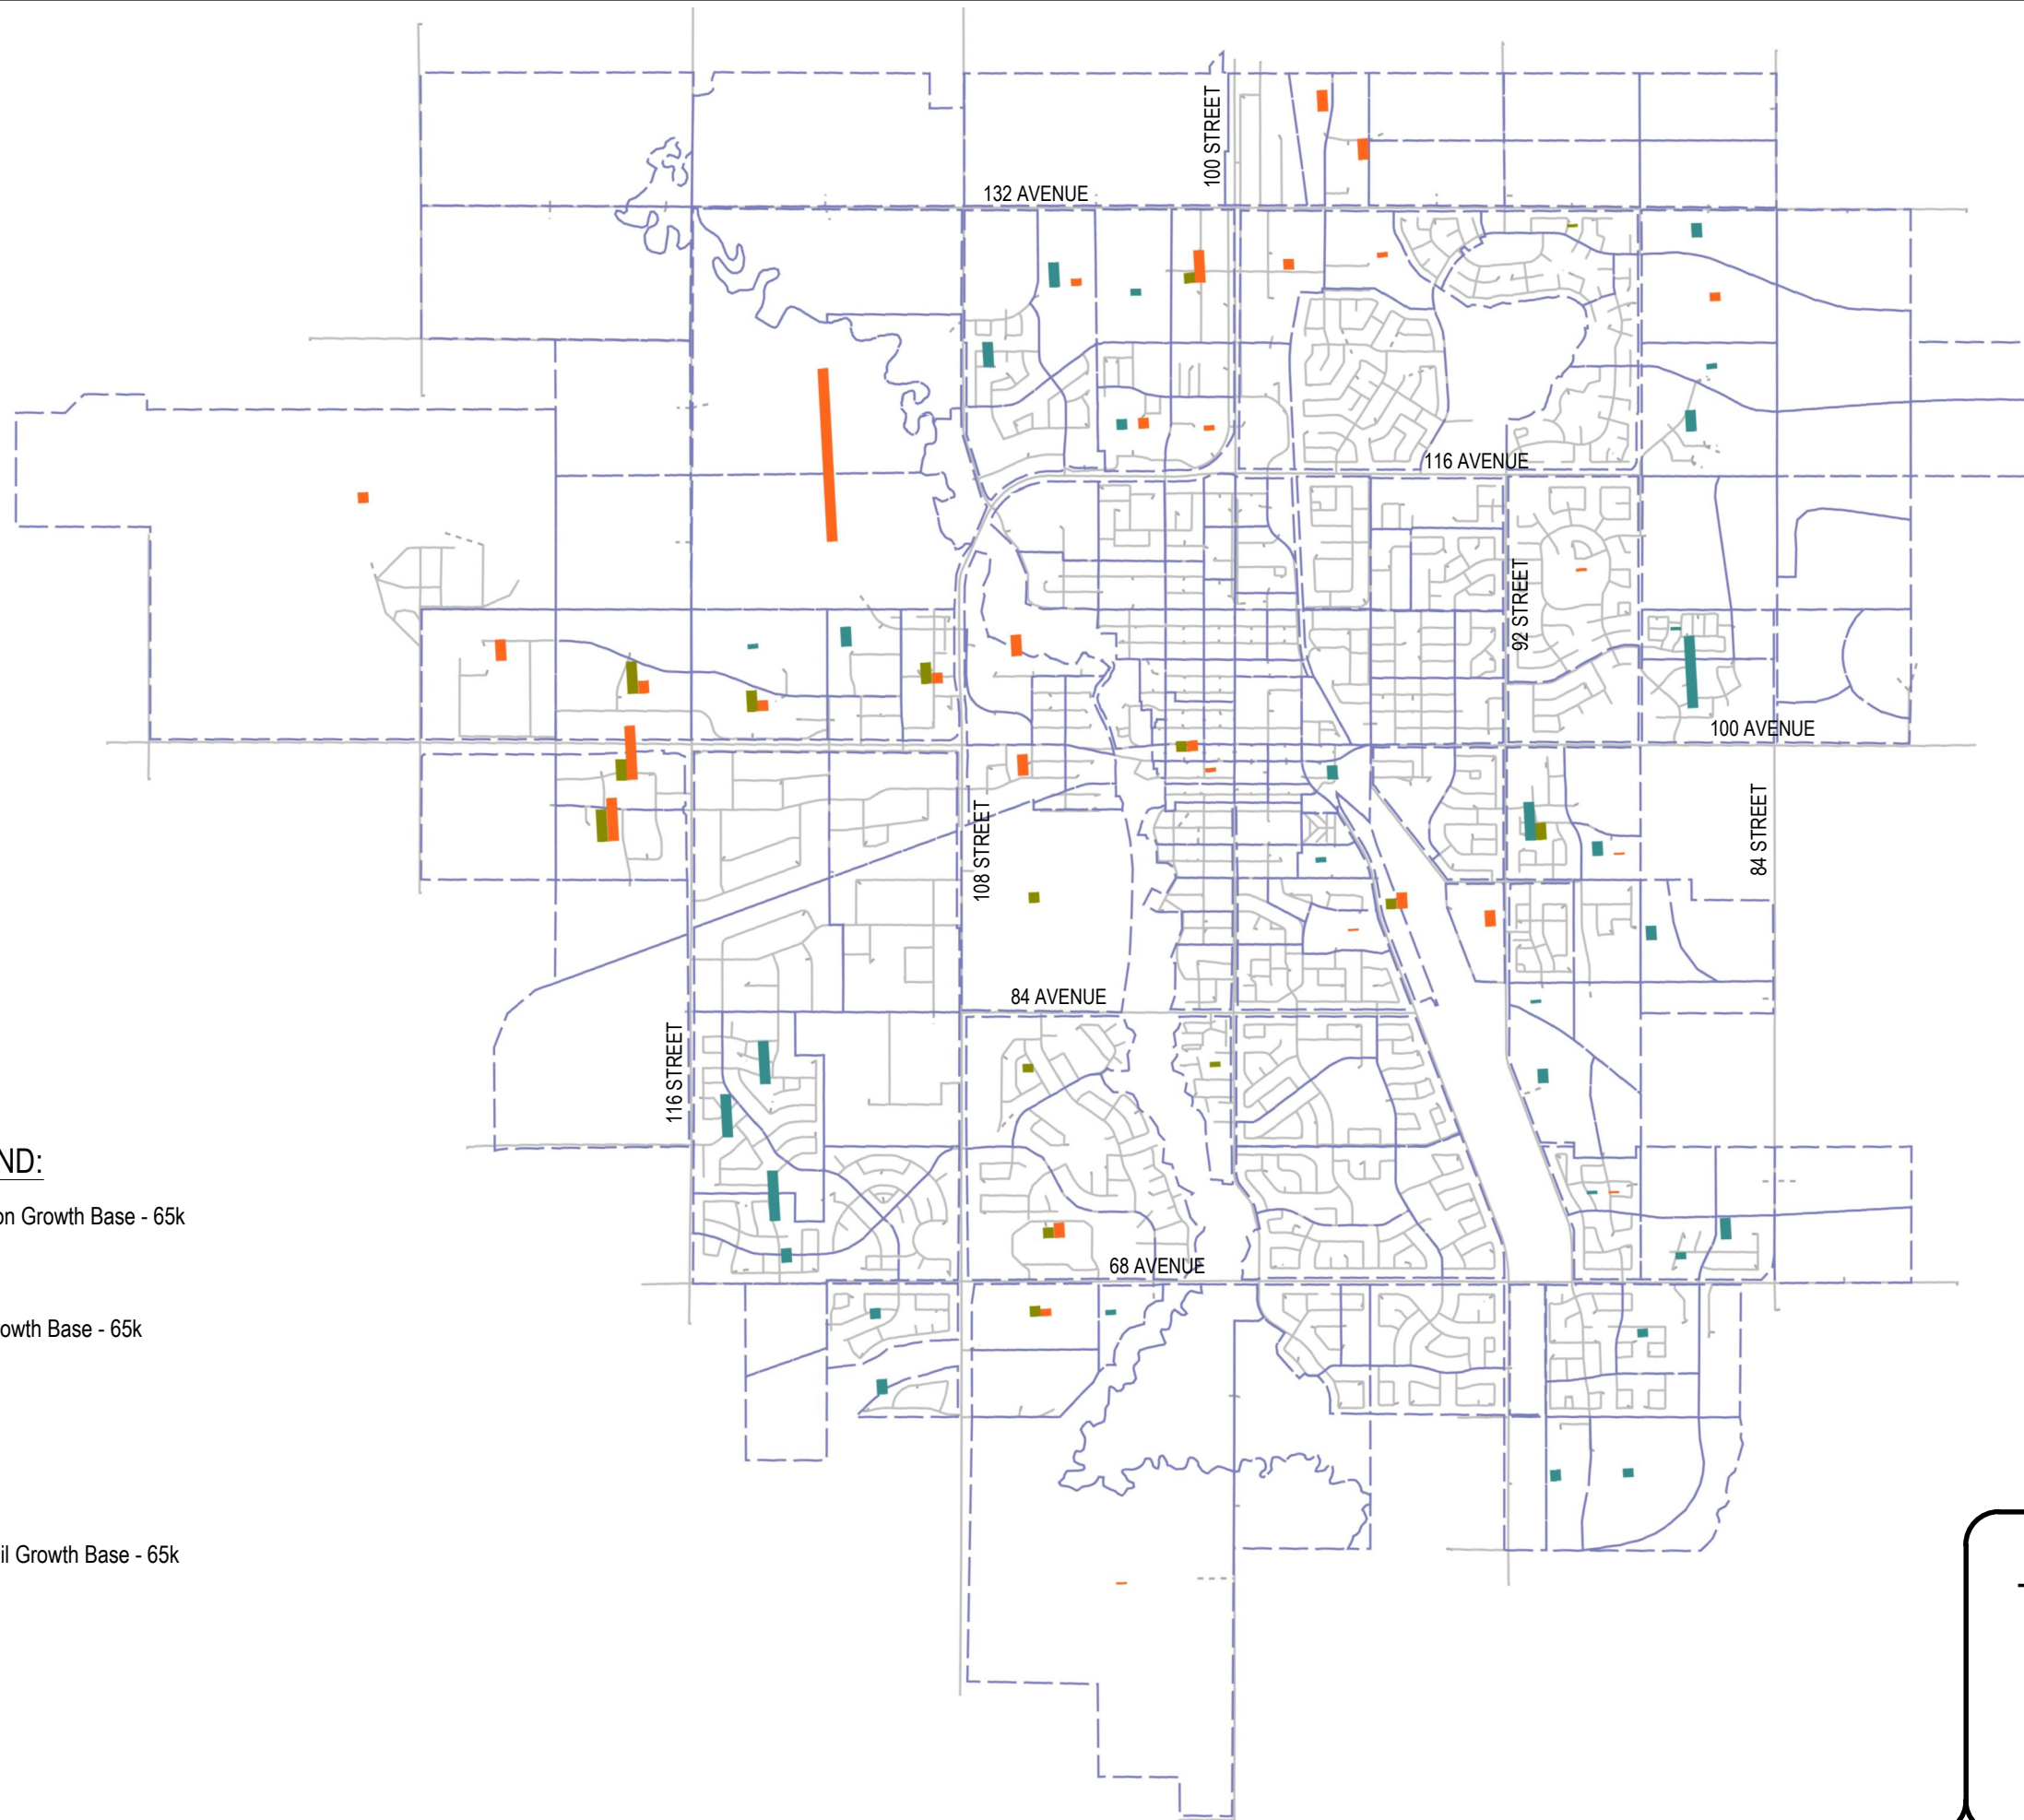 100 STREET
132 AVENUE
116 AVENUE
92 STREET
100 AVENUE
108 STREET
84 STREET
84 AVENUE
116 STREET
ND:
on Growth Base - 65k
68 AVENUE
owth Base - 65k
il Growth Base - 65k